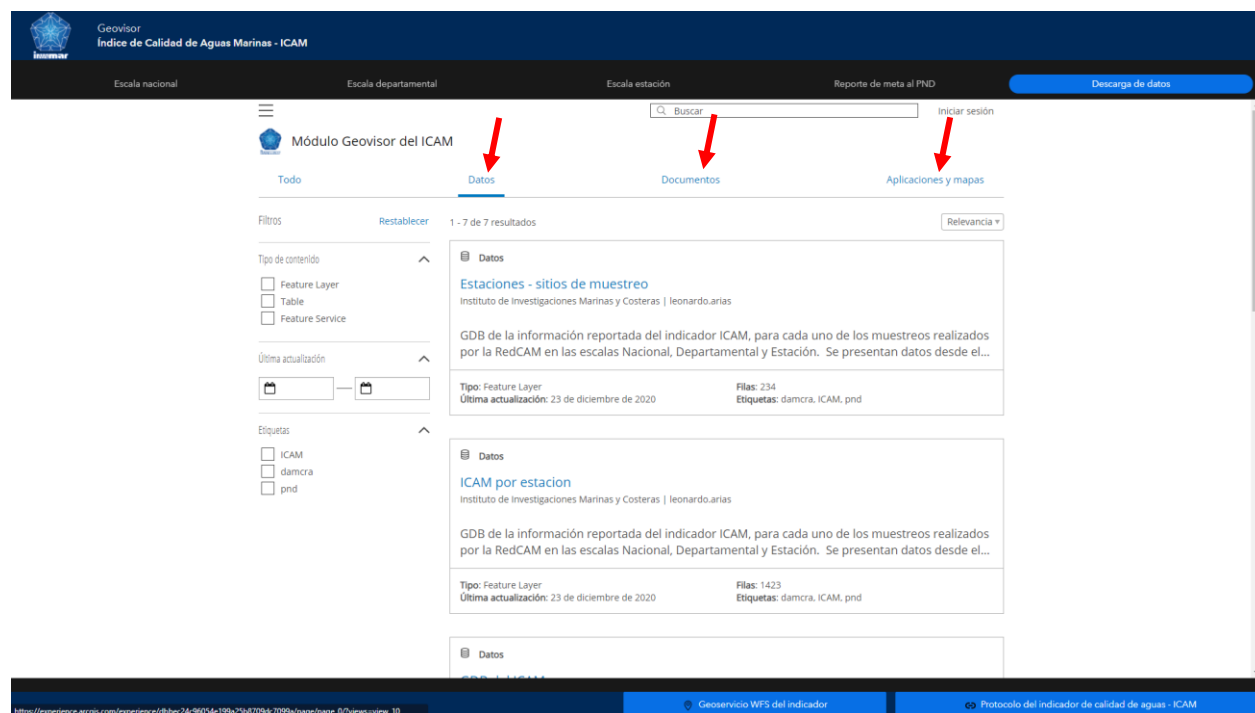 Geovisor
Índice de Calidad de Aguas Marinas - ICAM
invemar
Escala nacional
Escala departamental
Escala estación
Reporte de meta al PND
Descarga de datos
Buscar
Iniciar sesión
Módulo Geovisor del ICAM
Todo
Datos
Documentos
Aplicaciones y mapas
Filtros
Restablecer
1 - 7 de 7 resultados
Relevancia
Tipo de contenido
Feature Layer
Table
Feature Service
Última actualización
Etiquetas
ICAM
damcra
pnd
Datos
Estaciones - sitios de muestreo
Instituto de Investigaciones Marinas y Costeras | leonardo.arias
GDB de la información reportada del indicador ICAM, para cada uno de los muestreos realizados
por la RedCAM en las escalas Nacional, Departamental y Estación. Se presentan datos desde el...
Tipo: Feature Layer
Filas: 234
Última actualización: 23 de diciembre de 2020
Etiquetas: damcra, ICAM, pnd
Datos
ICAM por estacion
Instituto de Investigaciones Marinas y Costeras | leonardo.arias
GDB de la información reportada del indicador ICAM, para cada uno de los muestreos realizados
por la RedCAM en las escalas Nacional, Departamental y Estación. Se presentan datos desde el...
Tipo: Feature Layer
Filas: 1423
Última actualización: 23 de diciembre de 2020
Etiquetas: damcra, ICAM, pnd
Datos
GDB del ICAM
Geoservicio WFS del indicador
Protocolo del indicador de calidad de aguas - ICAM